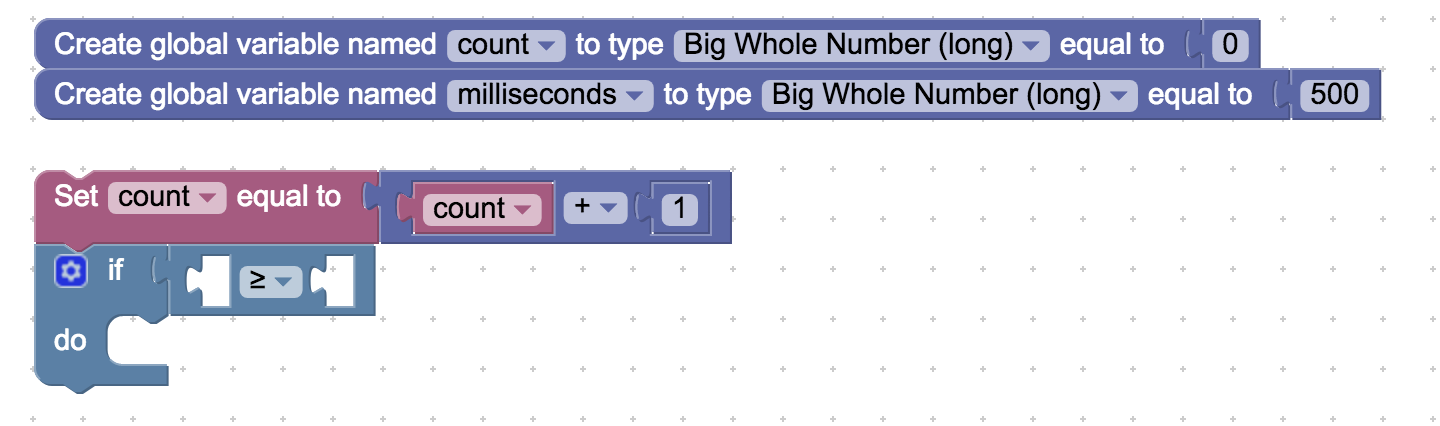 Create global variable named count to type Big Whole Number (long) equal to 0
Create global variable named milliseconds to type Big Whole Number (long) equal to 500
Set count equal to count + 1
if ≥
do